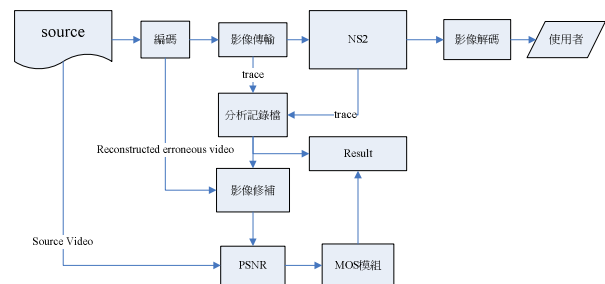 source
編碼
影像傳輸
NS2
影像解碼
使用者
trace
分析記錄檔
trace
Reconstructed erroneous video
Result
影像修補
Source Video
PSNR
MOS模組